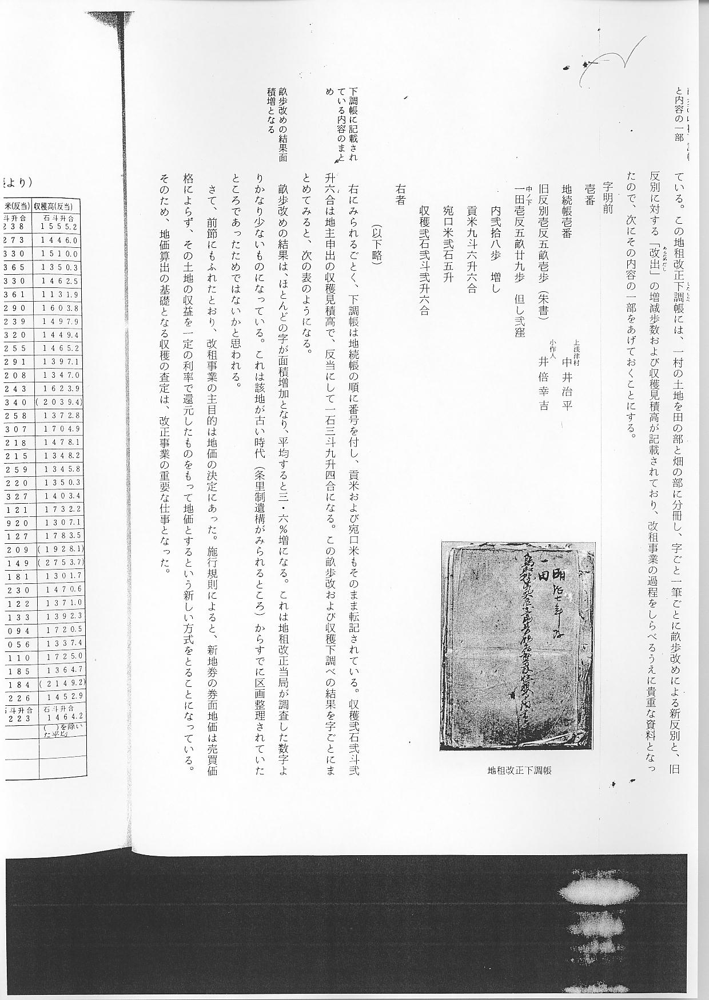 と内容の一部
ている。この地租改正下調帳には、一村の土地を田の部と畑の部に分冊し、字ごと一筆ごとに畝歩改めによる新反別と、旧
反別に対する「改出」の増減歩数および収穫見積高が記載されており、改租事業の過程をしらべるうえに貴重な資料となっ
あらためだし
たので、次にその内容の一部をあげておくことにする。
字明前
壱番
地続帳壱番
上浅津村
中井治平
旧反別壱反五畝壱歩（朱書）
小作人
井倍幸吉
中ノ下
一田壱反五畝廿九歩　但し弐窪
内弐拾八歩　増し
貢米九斗六升六合
宛口米弐石五升
収穫弐石弐斗弐升六合
右者
（以下略）
明治七年
一田
地租改正下調帳
下調帳に記載され
ている内容のまと
め
右にみられるごとく、下調帳は地続帳の順に番号を付し、貢米および宛口米もそのまま転記されている。収穫弐石弐斗弐
升六合は地主申出の収穫見積高で、反当にして一石三斗九升四合になる。この畝歩改および収穫下調べの結果を字ごとにま
とめてみると、次の表のようになる。
畝歩改めの結果面
積増となる
畝歩改めの結果は、ほとんどの字が面積増加となり、平均すると三・六％増になる。これは地租改正当局が調査した数字よ
りかなり少ないものになっている。これは該地が古い時代（条里制遺構がみられるところ）からすでに区画整理されていた
ところであったためではないかと思われる。
さて、前節にもふれたとおり、改租事業の主目的は地価の決定にあった。施行規則によると、新地券の券面地価は売買価
格によらず、その土地の収益を一定の利率で還元したものをもって地価とするという新しい方式をとることになっている。
そのため、地価算出の基礎となる収穫の査定は、改正事業の重要な仕事となった。
より）
米(反当) 収穫高(反当)
斗升合 石斗升合
238 1555.2
273 1446.0
330 1510.0
365 1350.3
330 1462.5
361 1131.9
290 1603.8
239 1497.9
320 1449.4
255 1465.2
291 1397.1
208 1347.0
243 1623.9
340 (2039.4)
258 1372.8
307 1704.9
218 1478.1
215 1348.2
259 1345.8
220 1350.3
327 1403.4
121 1732.2
920 1307.1
127 1783.5
209 (1928.1)
149 (2753.7)
181 1301.7
230 1470.6
122 1371.0
133 1392.3
094 1720.5
056 1337.4
110 1725.0
185 1364.7
184 (2149.2)
226 1452.9
斗升合 石斗升合
223 1464.2
(　)を除い
た平均